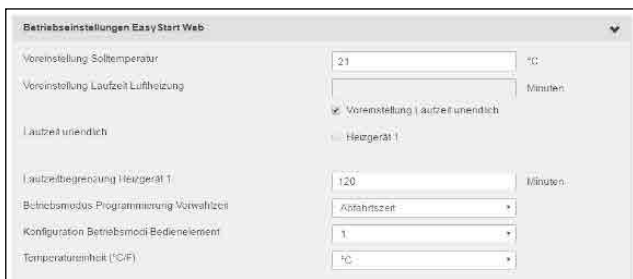 Betriebseinstellungen EasyStart Web
Voreinstellung Solltemperatur 21 °C
Voreinstellung Laufzeit Luftheizung Minuten
Voreinstellung Laufzeit unendlich
Laufzeit unendlich Heizgerät 1
Laufzeitbegrenzung Heizgerät 1 120 Minuten
Betriebsmodus Programmierung Vorwahlzeit Abfahrtszeit
Konfiguration Betriebsmodi Bedienelement 1
Temperatureinheit (°C/F) °C